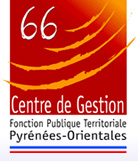 66
Centre de Gestion
Fonction Publique Territoriale
Pyrénées-Orientales